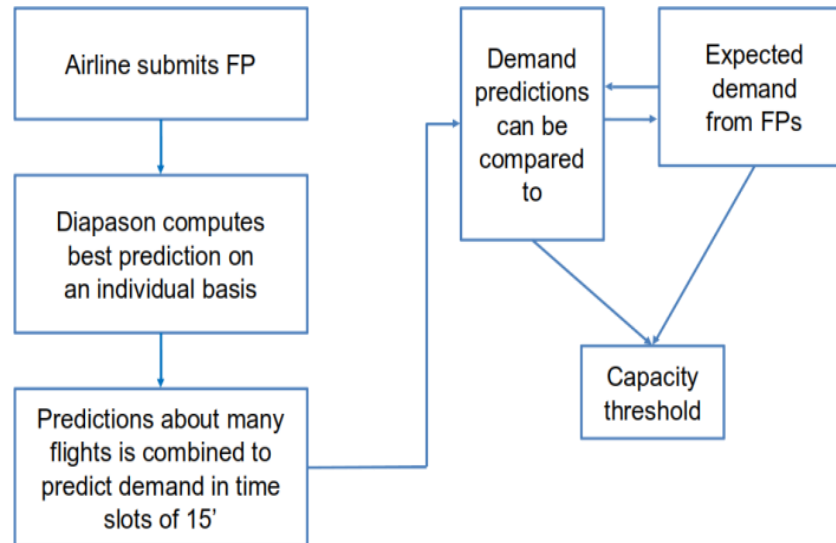 Airline submits FP
Diapason computes
best prediction on
an individual basis
Predictions about many
flights is combined to
predict demand in time
slots of 15’
Demand
predictions
can be
compared
to
Expected
demand
from FPs
Capacity
threshold